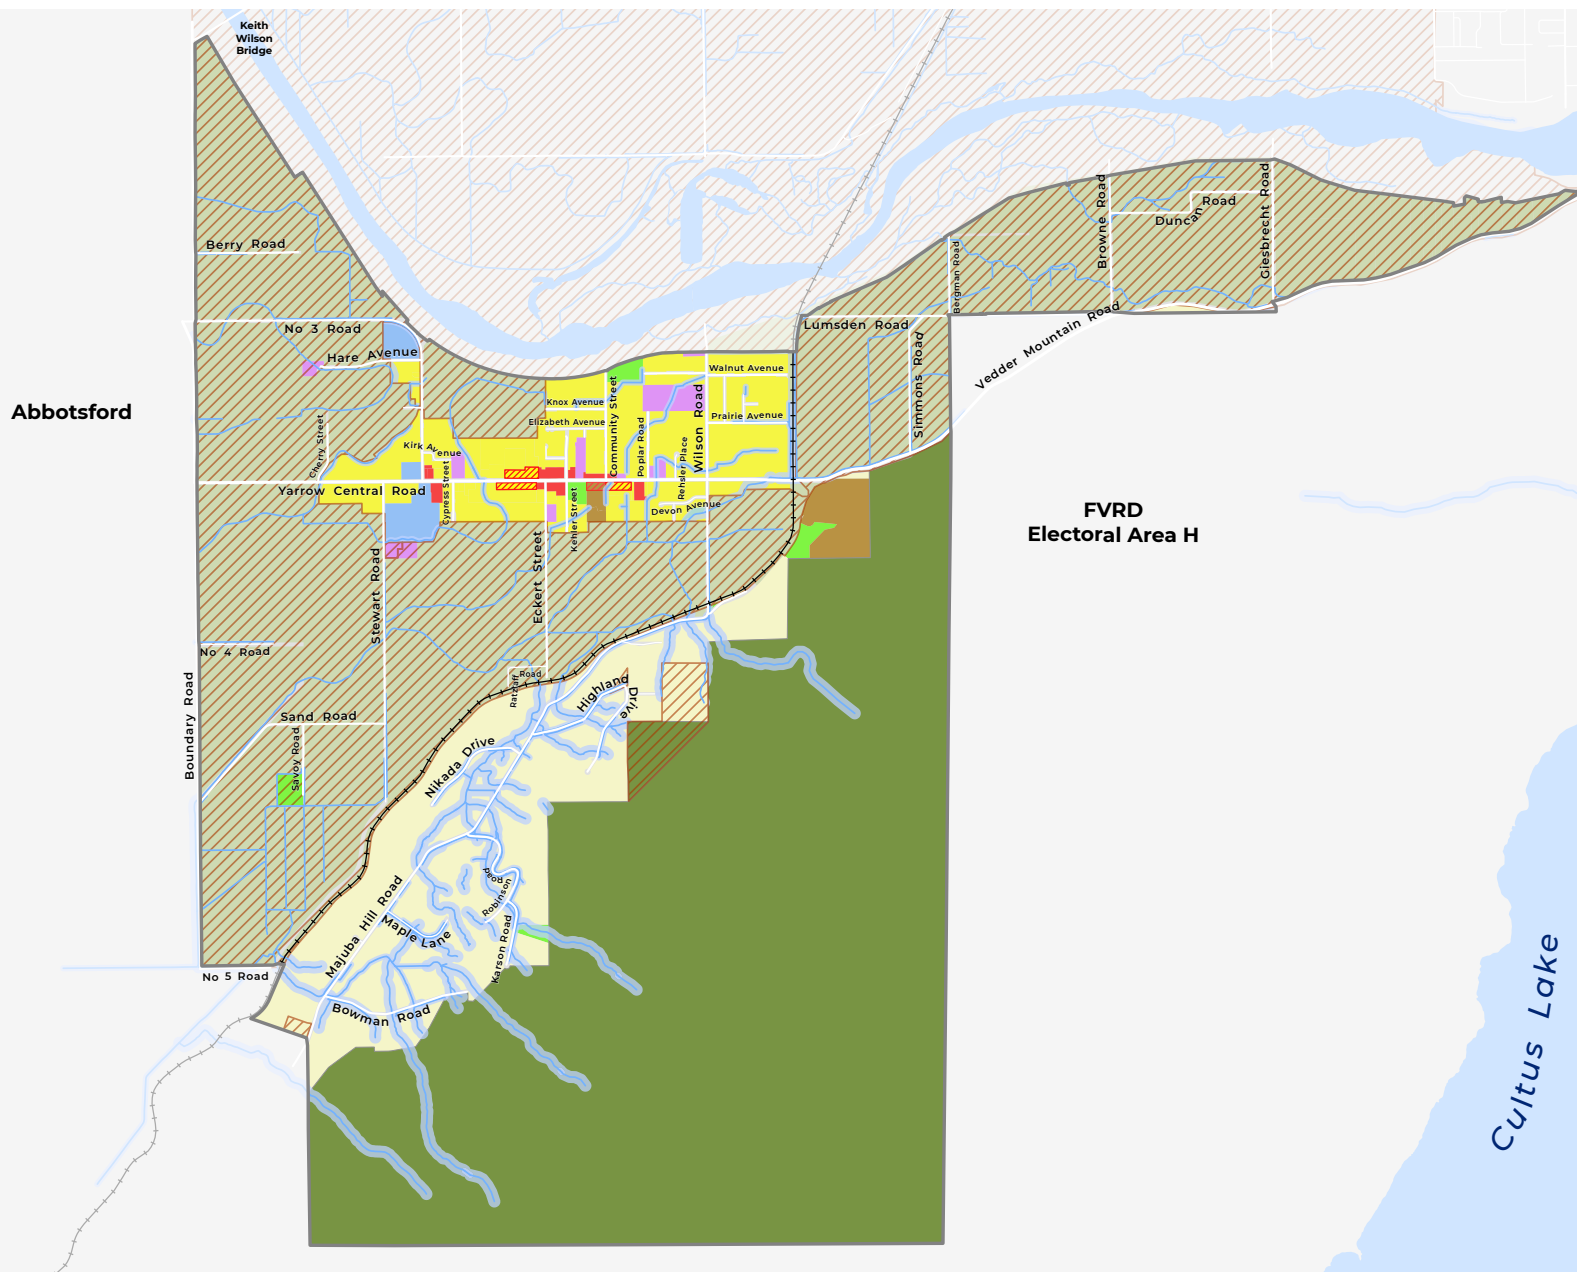 Keith
Wilson
Bridge
Berry Road
No 3 Road
Hare Avenue
Abbotsford
Cherry Street
Kirk Avenue
Yarrow Central Road
Cypress Street
Knox Avenue
Elizabeth Avenue
Community Street
Poplar Road
Rehsler Place
Wilson Road
Walnut Avenue
Prairie Avenue
Devon Avenue
Kehler Street
Eckert Street
Stewart Road
Lumsden Road
Simmons Road
Bergman Road
Browne Road
Duncan Road
Giesbrecht Road
Vedder Mountain Road
FVRD
Electoral Area H
No 4 Road
Boundary Road
Sand Road
Savoy Road
Ratzlaff Road
Highland Drive
Nikada Drive
Majuba Hill Road
Maple Lane
Robinson Road
Karson Road
Bowman Road
No 5 Road
Cultus Lake